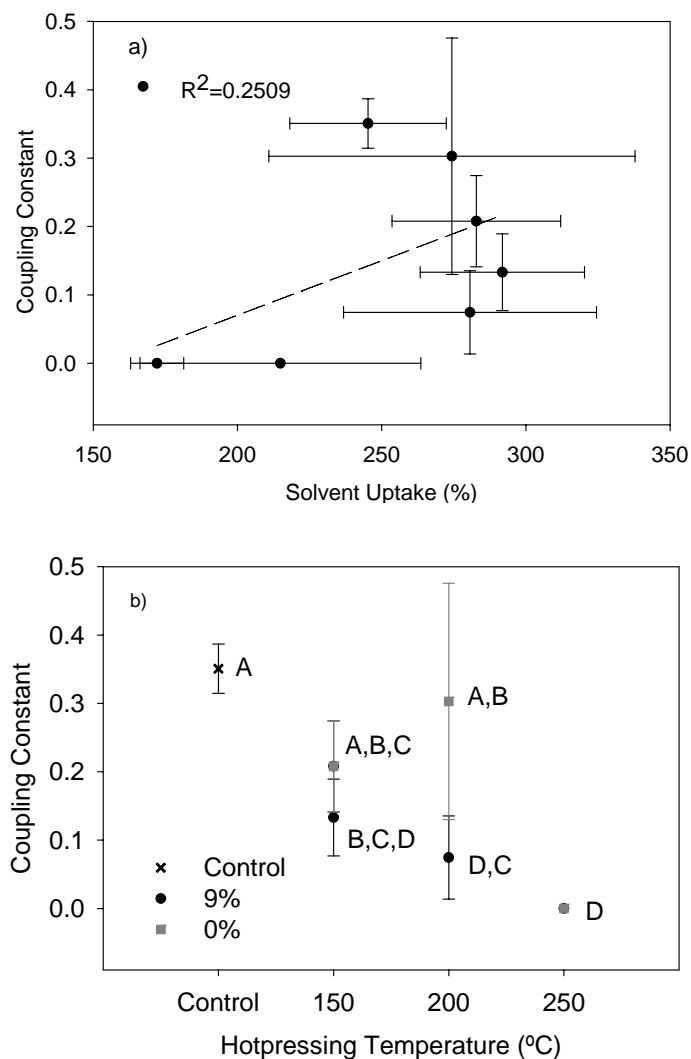 a)
R²=0.2509
0.5
0.4
0.3
0.2
0.1
0.0
Coupling Constant
150 200 250 300 350
Solvent Uptake (%)
b)
0.5
0.4
0.3
0.2
0.1
0.0
Coupling Constant
A
A,B
A,B,C
B,C,D
D,C
D
Control
9%
0%
Control 150 200 250
Hotpressing Temperature (ºC)